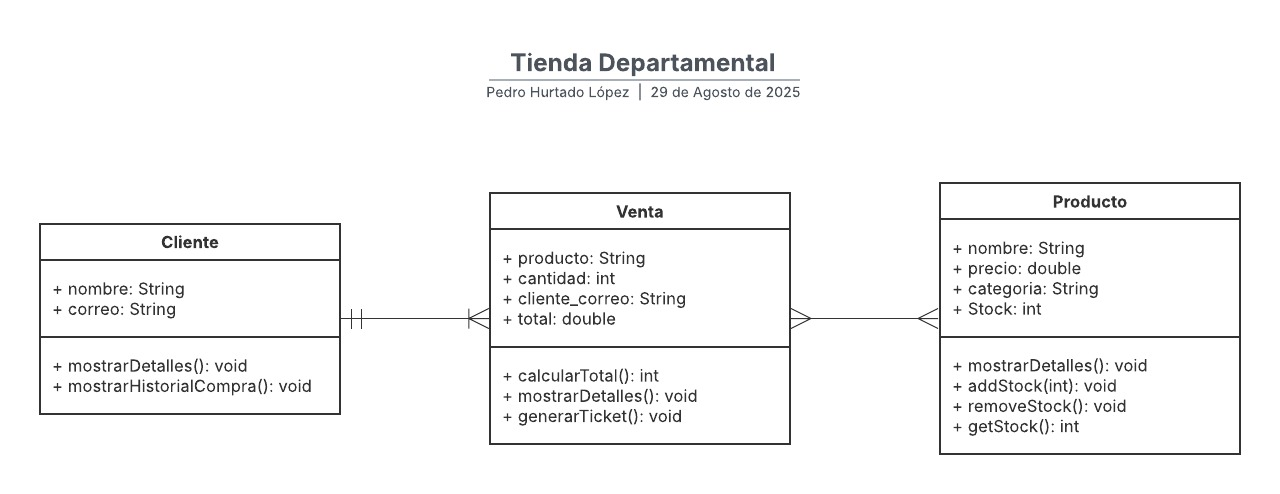 Tienda Departamental
Pedro Hurtado López | 29 de Agosto de 2025
Cliente
+ nombre: String
+ correo: String
+ mostrarDetalles(): void
+ mostrarHistorialCompra(): void
Venta
+ producto: String
+ cantidad: int
+ cliente_correo: String
+ total: double
+ calcularTotal(): int
+ mostrarDetalles(): void
+ generarTicket(): void
Producto
+ nombre: String
+ precio: double
+ categoria: String
+ Stock: int
+ mostrarDetalles(): void
+ addStock(int): void
+ removeStock(): void
+ getStock(): int